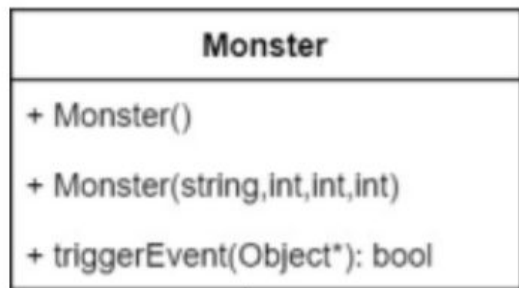 Monster
+ Monster()
+ Monster(string,int,int,int)
+ triggerEvent(Object*): bool